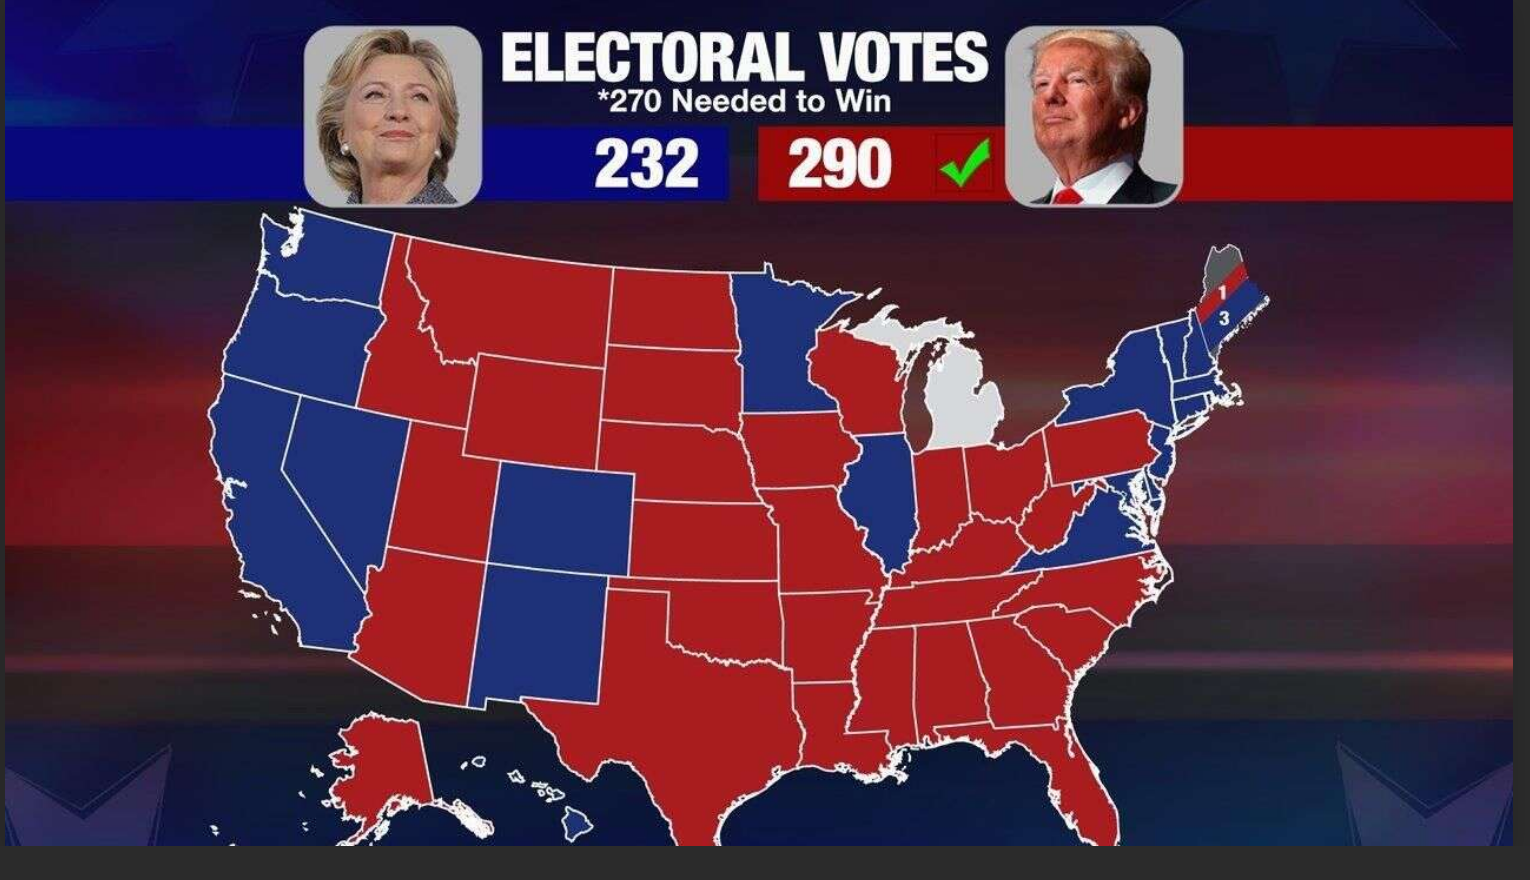 ELECTORAL VOTES
*270 Needed to Win
232
290
1
3